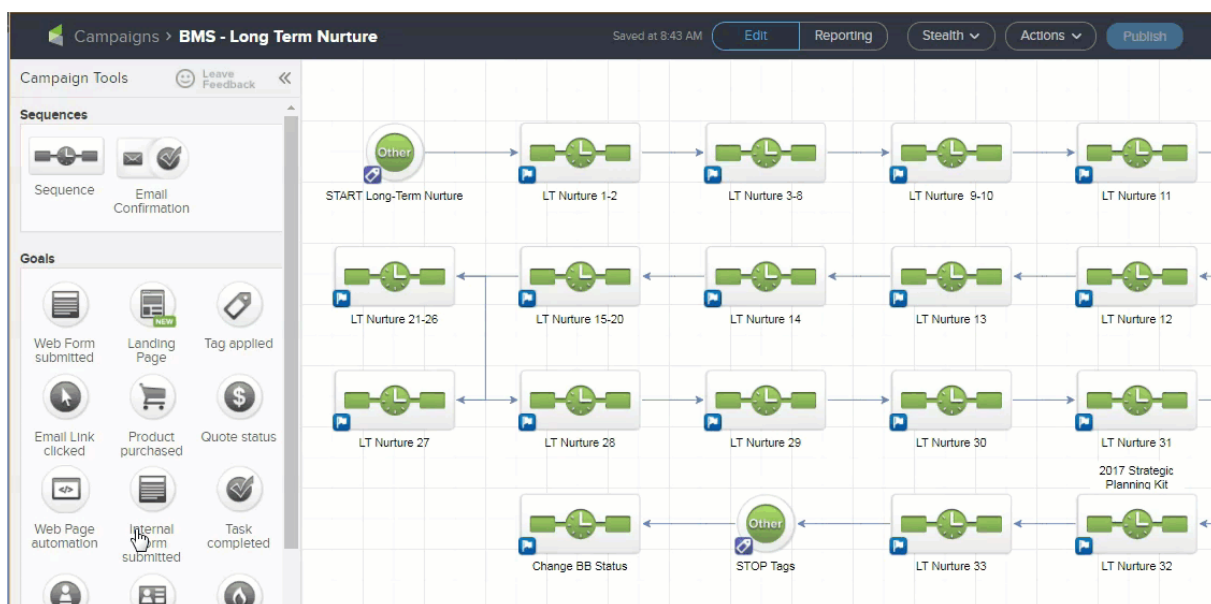 Campaigns > BMS - Long Term Nurture
Saved at 8:43 AM
Edit
Reporting
Stealth
Actions
Publish
Campaign Tools
Leave
Feedback
Sequences
Sequence
Email
Confirmation
Goals
NEW
Web Form
submitted
Landing
Page
Tag applied
Email Link
clicked
Product
purchased
Quote status
Web Page
automation
Internal
Form
submitted
Task
completed
Other
START Long-Term Nurture
LT Nurture 1-2
LT Nurture 3-8
LT Nurture 9-10
LT Nurture 11
LT Nurture 21-26
LT Nurture 15-20
LT Nurture 14
LT Nurture 13
LT Nurture 12
LT Nurture 27
LT Nurture 28
LT Nurture 29
LT Nurture 30
LT Nurture 31
2017 Strategic
Planning Kit
Change BB Status
Other
STOP Tags
LT Nurture 33
LT Nurture 32